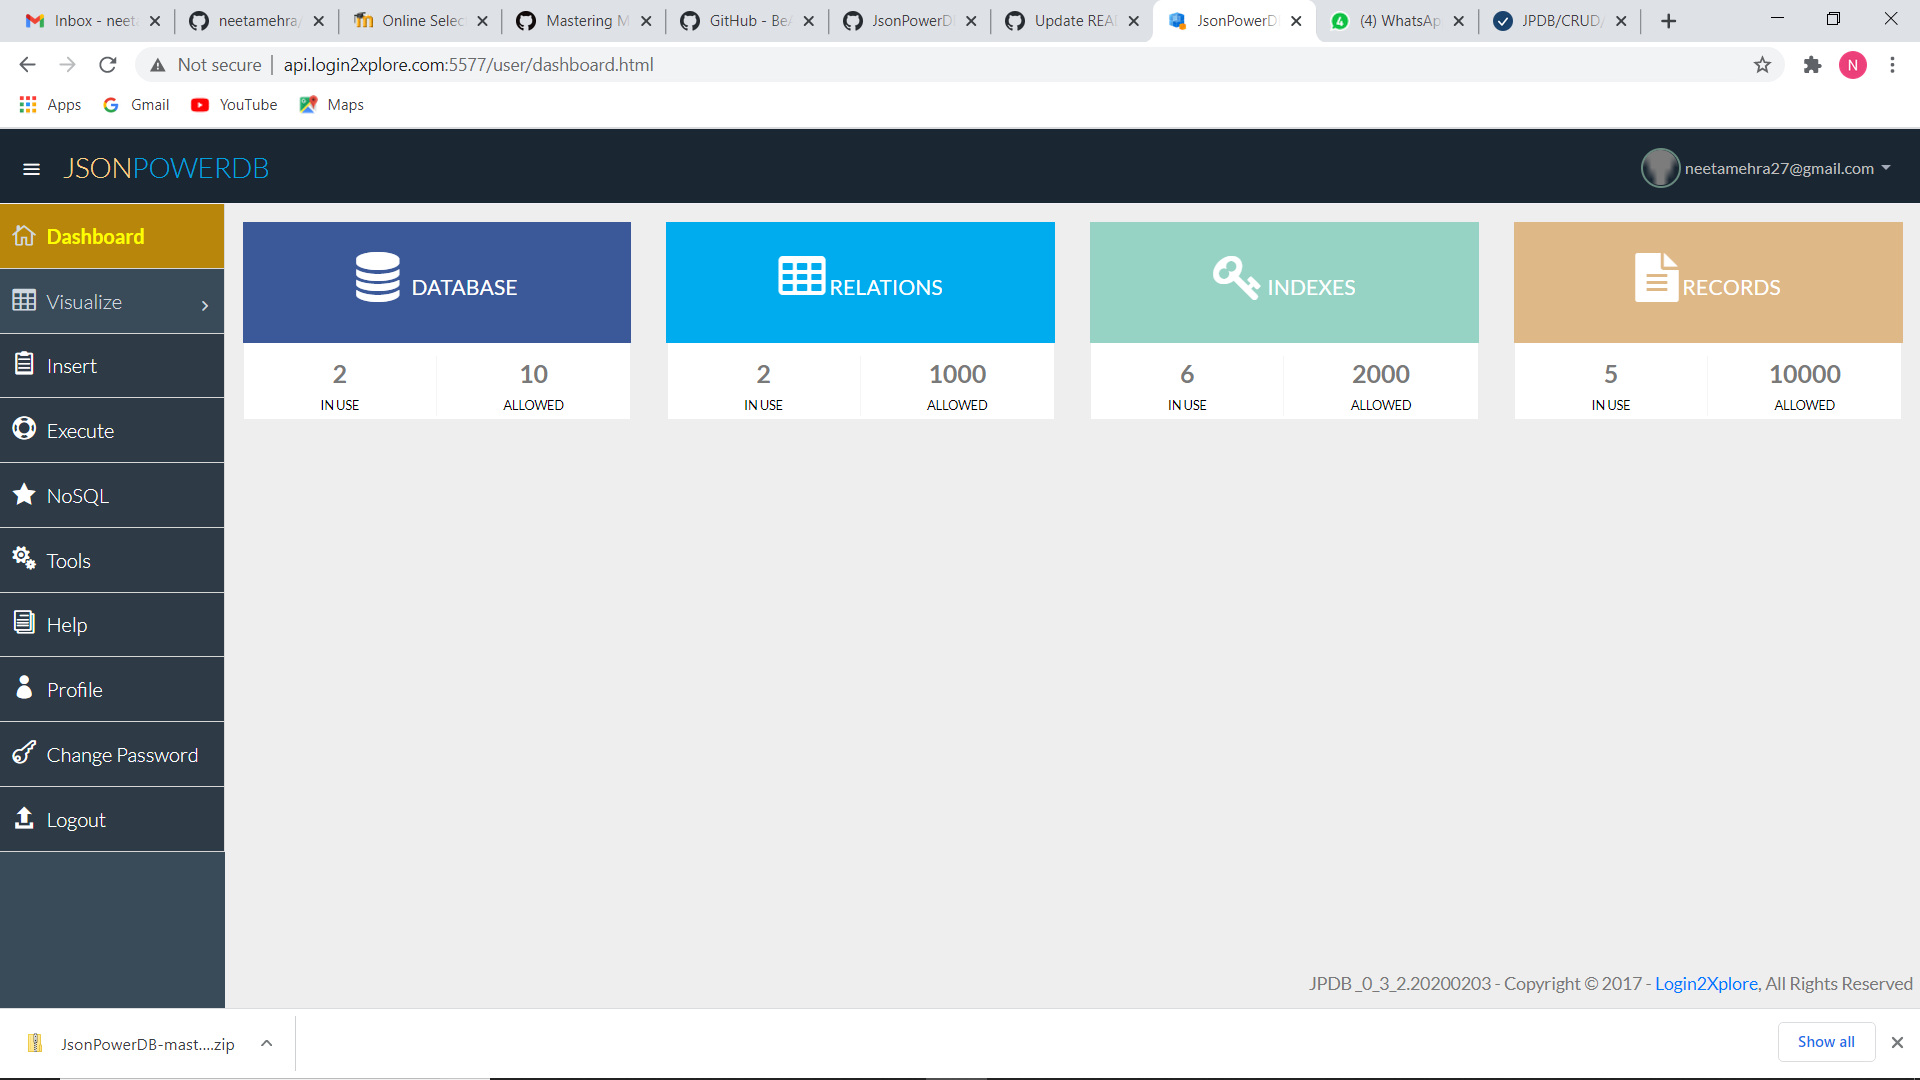 Inbox - neet
neetamehra/
Online Selec
Mastering M
GitHub - Be
JsonPowerD
Update REA
JsonPowerD
(4) WhatsAp
JPDB/CRUD/
Not secure
api.login2xplore.com:5577/user/dashboard.html
N
Apps
Gmail
YouTube
Maps
JSONPOWERDB
neetamehra27@gmail.com
Dashboard
Visualize
Insert
Execute
NoSQL
Tools
Help
Profile
Change Password
Logout
DATABASE
2
IN USE
10
ALLOWED
RELATIONS
2
IN USE
1000
ALLOWED
INDEXES
6
IN USE
2000
ALLOWED
RECORDS
5
IN USE
10000
ALLOWED
JPDB_0_3_2.20200203 - Copyright © 2017 - Login2Xplore, All Rights Reserved
JsonPowerDB-mast....zip
Show all